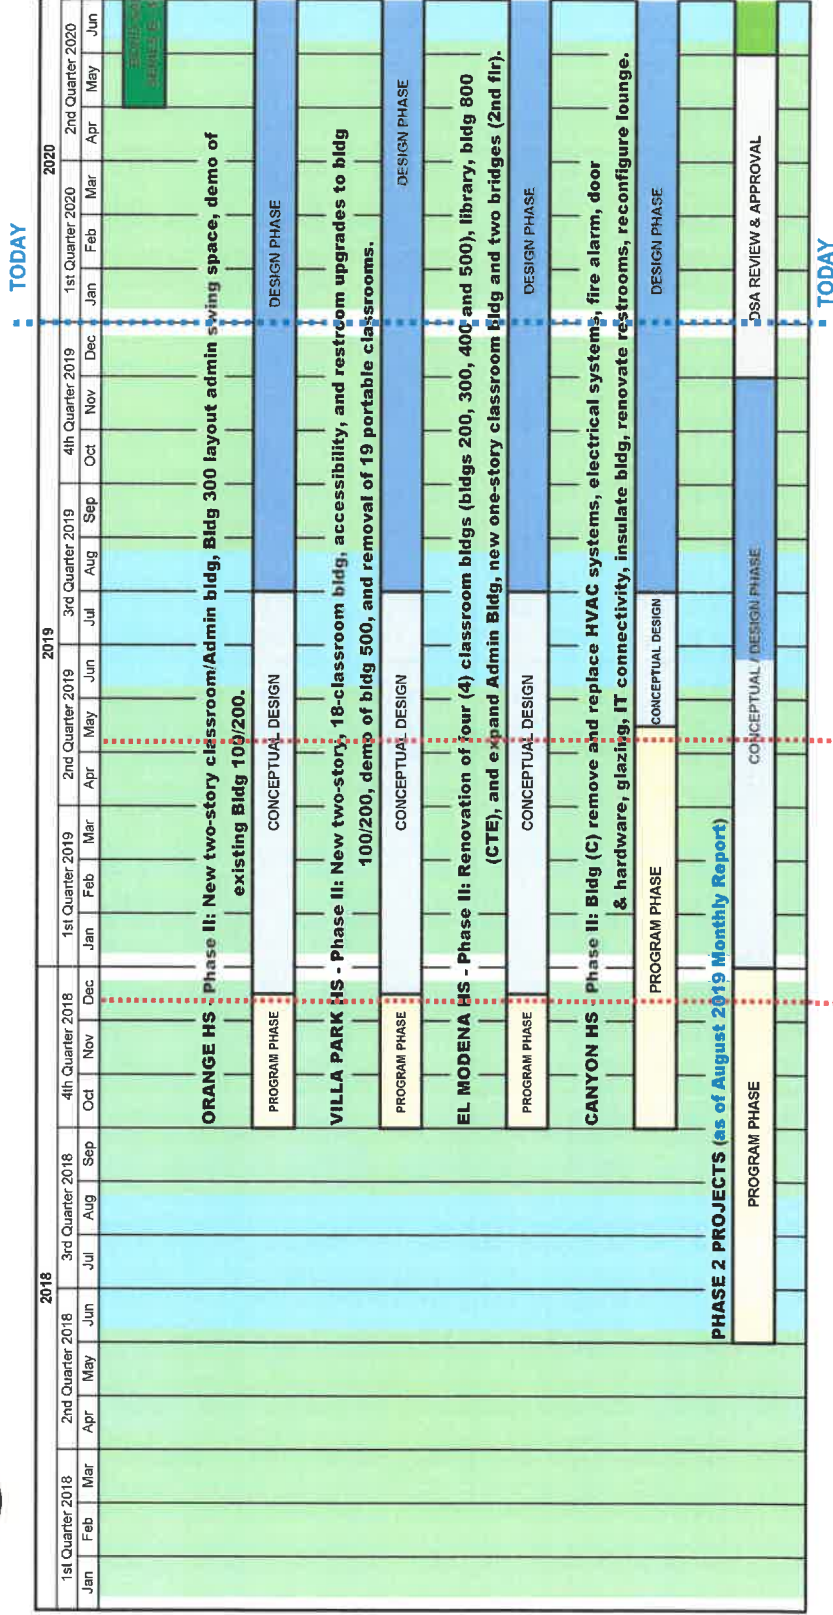 TODAY
2018 2019 2020
1st Quarter 2018 2nd Quarter 2018 3rd Quarter 2018 4th Quarter 2018 1st Quarter 2019 2nd Quarter 2019 3rd Quarter 2019 4th Quarter 2019 1st Quarter 2020 2nd Quarter 2020
Jan Feb Mar Apr May Jun Jul Aug Sep Oct Nov Dec Jan Feb Mar Apr May Jun Jul Aug Sep Oct Nov Dec Jan Feb Mar Apr May Jun
ORANGE HS - Phase II: New two-story classroom/Admin bldg, Bldg 300 layout admin swing space, demo of
existing Bldg 100/200.
PROGRAM PHASE CONCEPTUAL DESIGN DESIGN PHASE
VILLA PARK HS - Phase II: New two-story, 18-classroom bldg, accessibility, and restroom upgrades to bldg
100/200, demo of bldg 500, and removal of 19 portable classrooms.
PROGRAM PHASE CONCEPTUAL DESIGN DESIGN PHASE
EL MODENA HS - Phase II: Renovation of four (4) classroom bldgs (bldgs 200, 300, 400 and 500), library, bldg 800
(CTE), and expand Admin Bldg, new one-story classroom bldg and two bridges (2nd flr).
PROGRAM PHASE CONCEPTUAL DESIGN DESIGN PHASE
CANYON HS - Phase II: Bldg (C) remove and replace HVAC systems, electrical systems, fire alarm, door
& hardware, glazing, IT connectivity, insulate bldg, renovate restrooms, reconfigure lounge.
PROGRAM PHASE CONCEPTUAL DESIGN DESIGN PHASE
PHASE 2 PROJECTS (as of August 2019 Monthly Report)
PROGRAM PHASE CONCEPTUAL / DESIGN PHASE DSA REVIEW & APPROVAL
TODAY